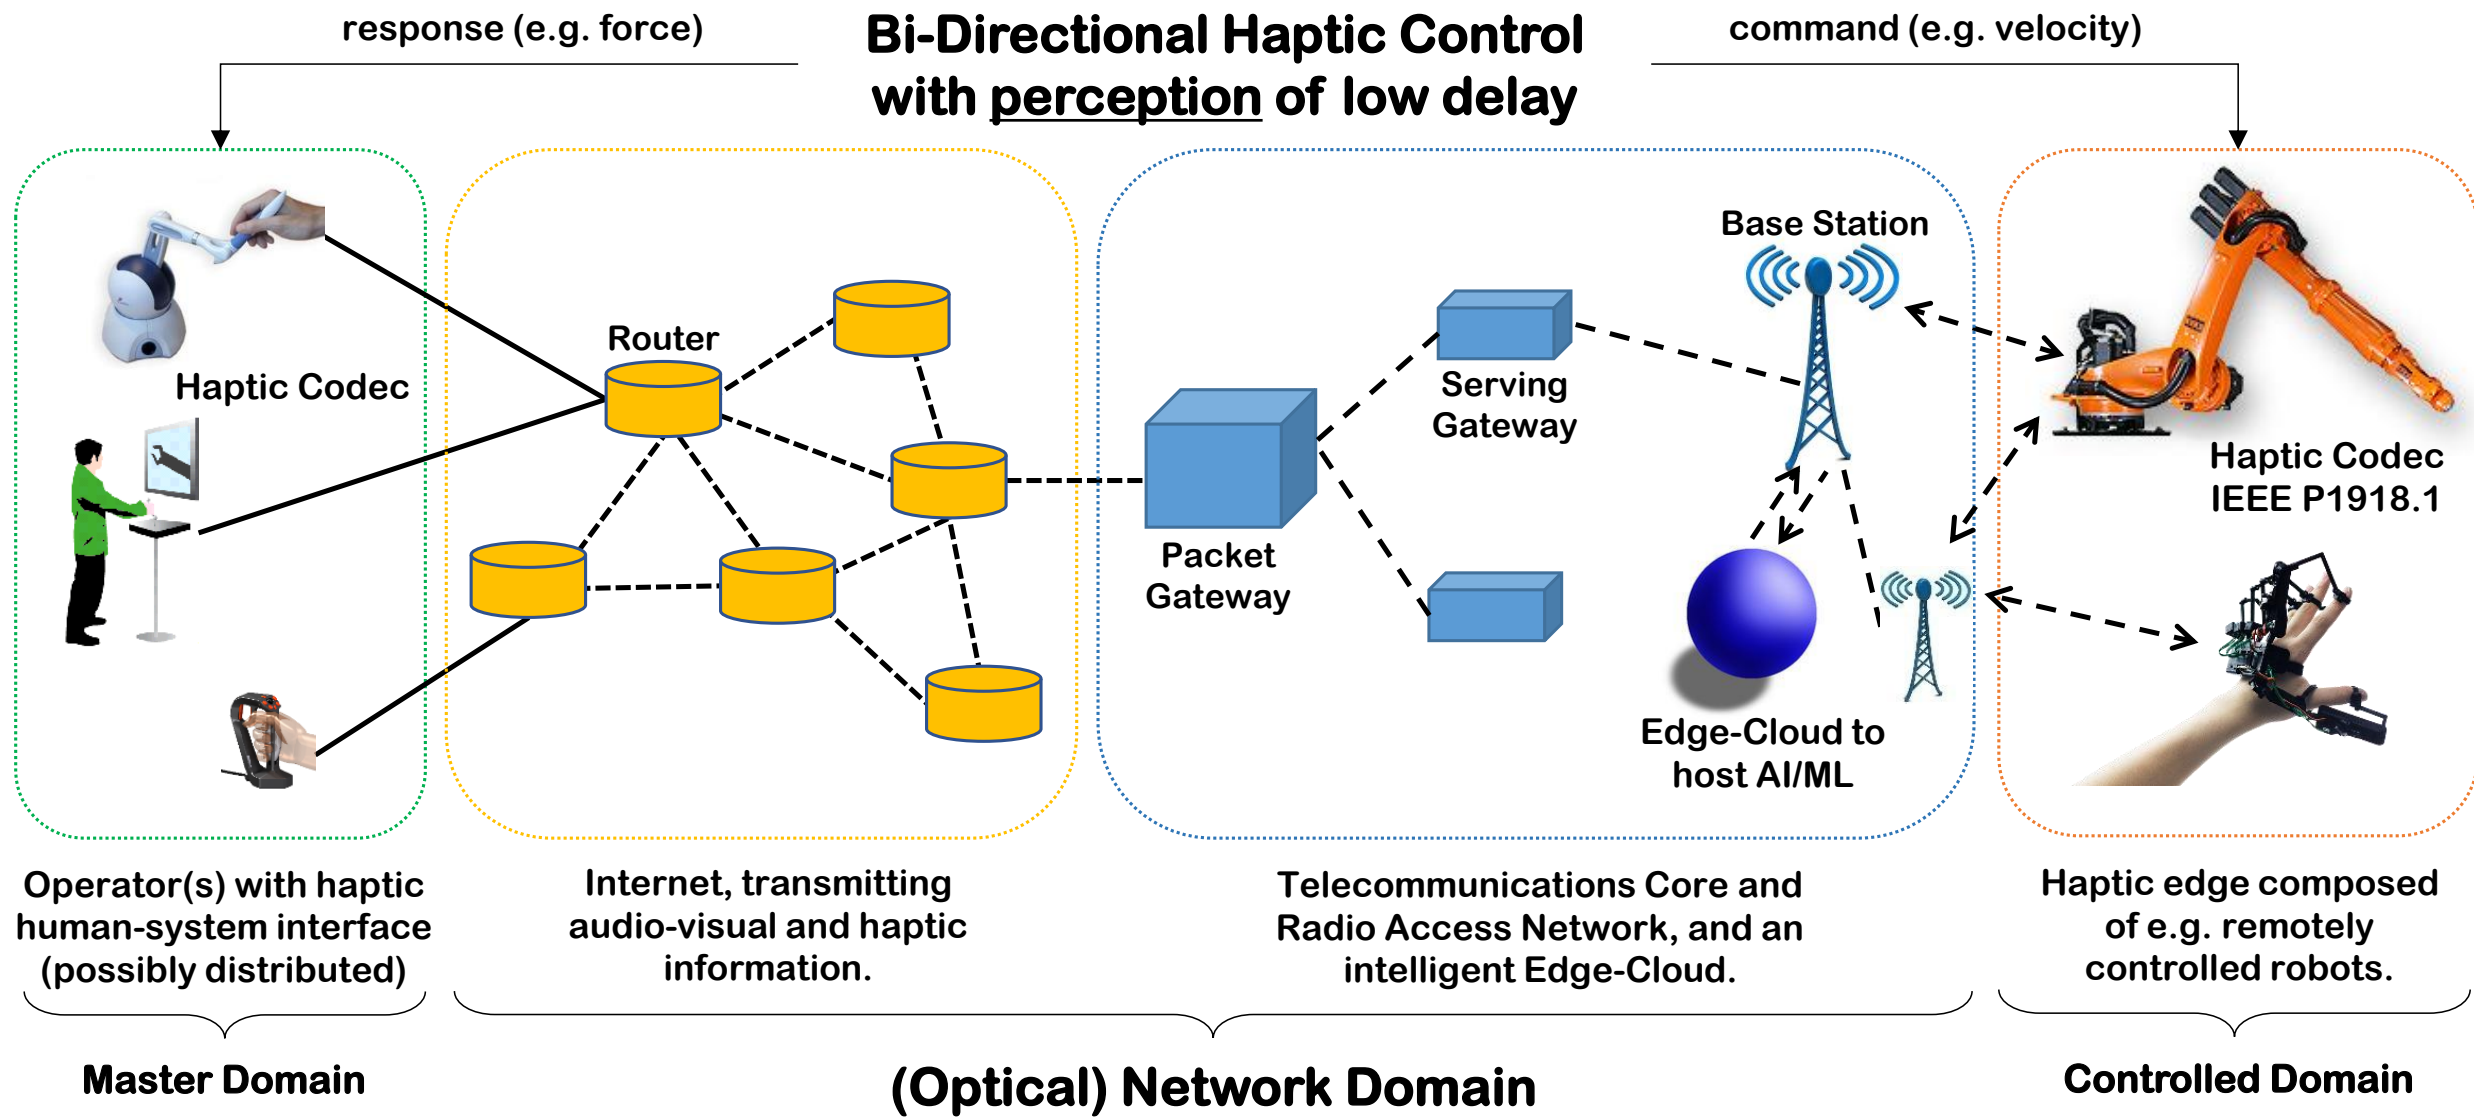 response (e.g. force)
Bi-Directional Haptic Control
with perception of low delay
command (e.g. velocity)
Haptic Codec
Router
Packet
Gateway
Serving
Gateway
Base Station
Edge-Cloud to
host AI/ML
Haptic Codec
IEEE P1918.1
Operator(s) with haptic
human-system interface
(possibly distributed)
Internet, transmitting
audio-visual and haptic
information.
Telecommunications Core and
Radio Access Network, and an
intelligent Edge-Cloud.
Haptic edge composed
of e.g. remotely
controlled robots.
Master Domain
(Optical) Network Domain
Controlled Domain